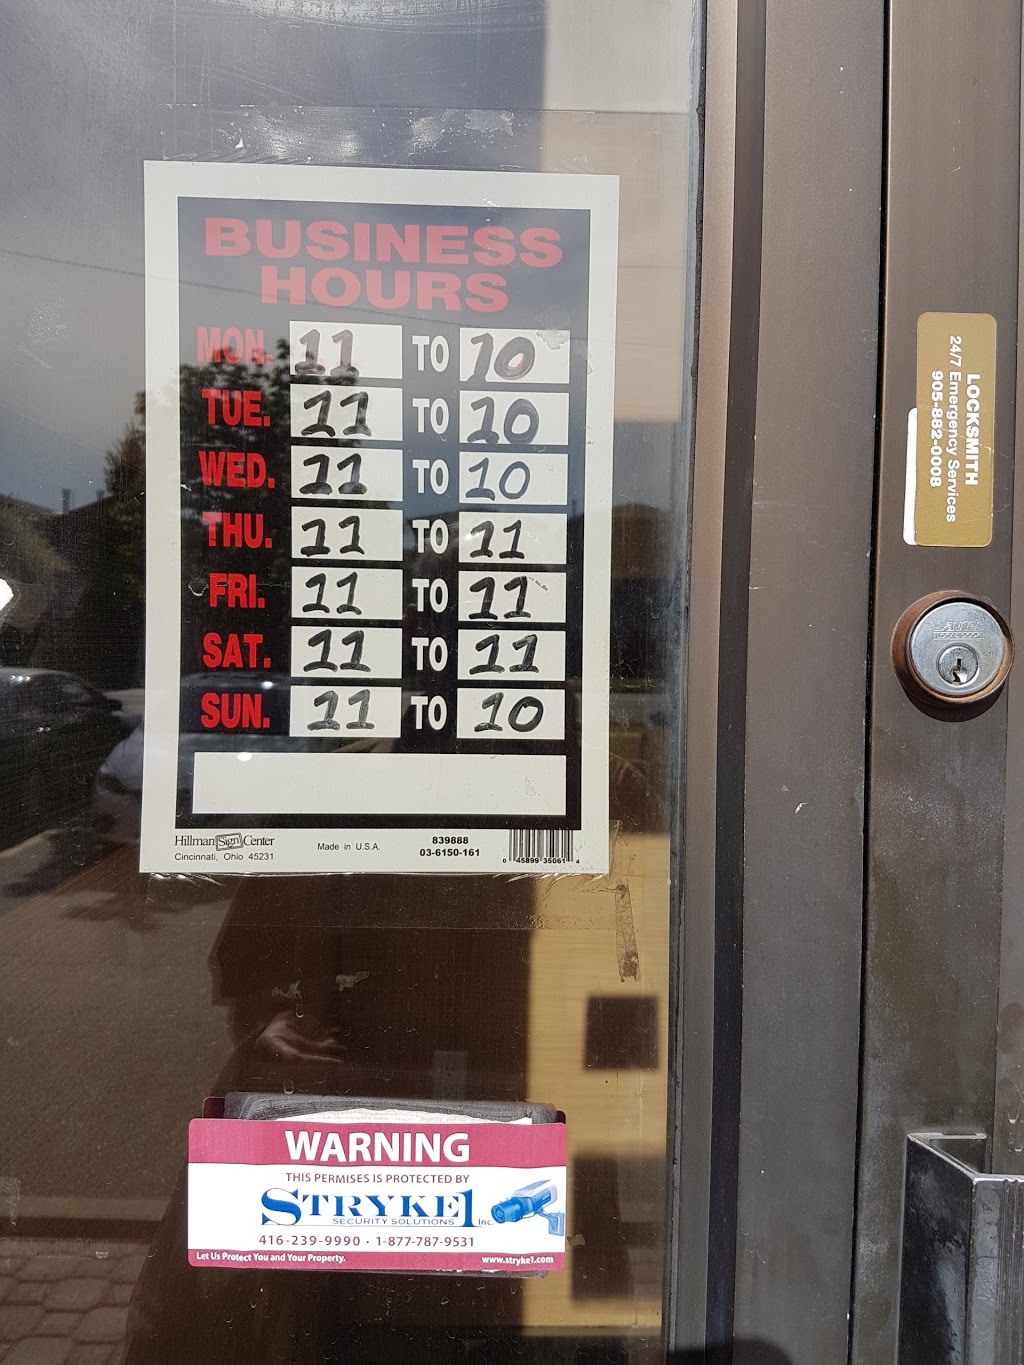 BUSINESS
HOURS
MON. 11 TO 10
TUE. 11 TO 10
WED. 11 TO 10
THU. 11 TO 11
FRI. 11 TO 11
SAT. 11 TO 11
SUN. 11 TO 10
Hillman Sign Center
Cincinnati, Ohio 45231
Made in U.S.A.
839888
03-6150-161
0 45899 35061 4
LOCKSMITH
24/7 Emergency Services
905-882-0008
WARNING
THIS PERMISES IS PROTECTED BY
STRYKE1 Inc.
SECURITY SOLUTIONS
416-239-9990 · 1-877-787-9531
Let Us Protect You and Your Property.
www.stryke1.com